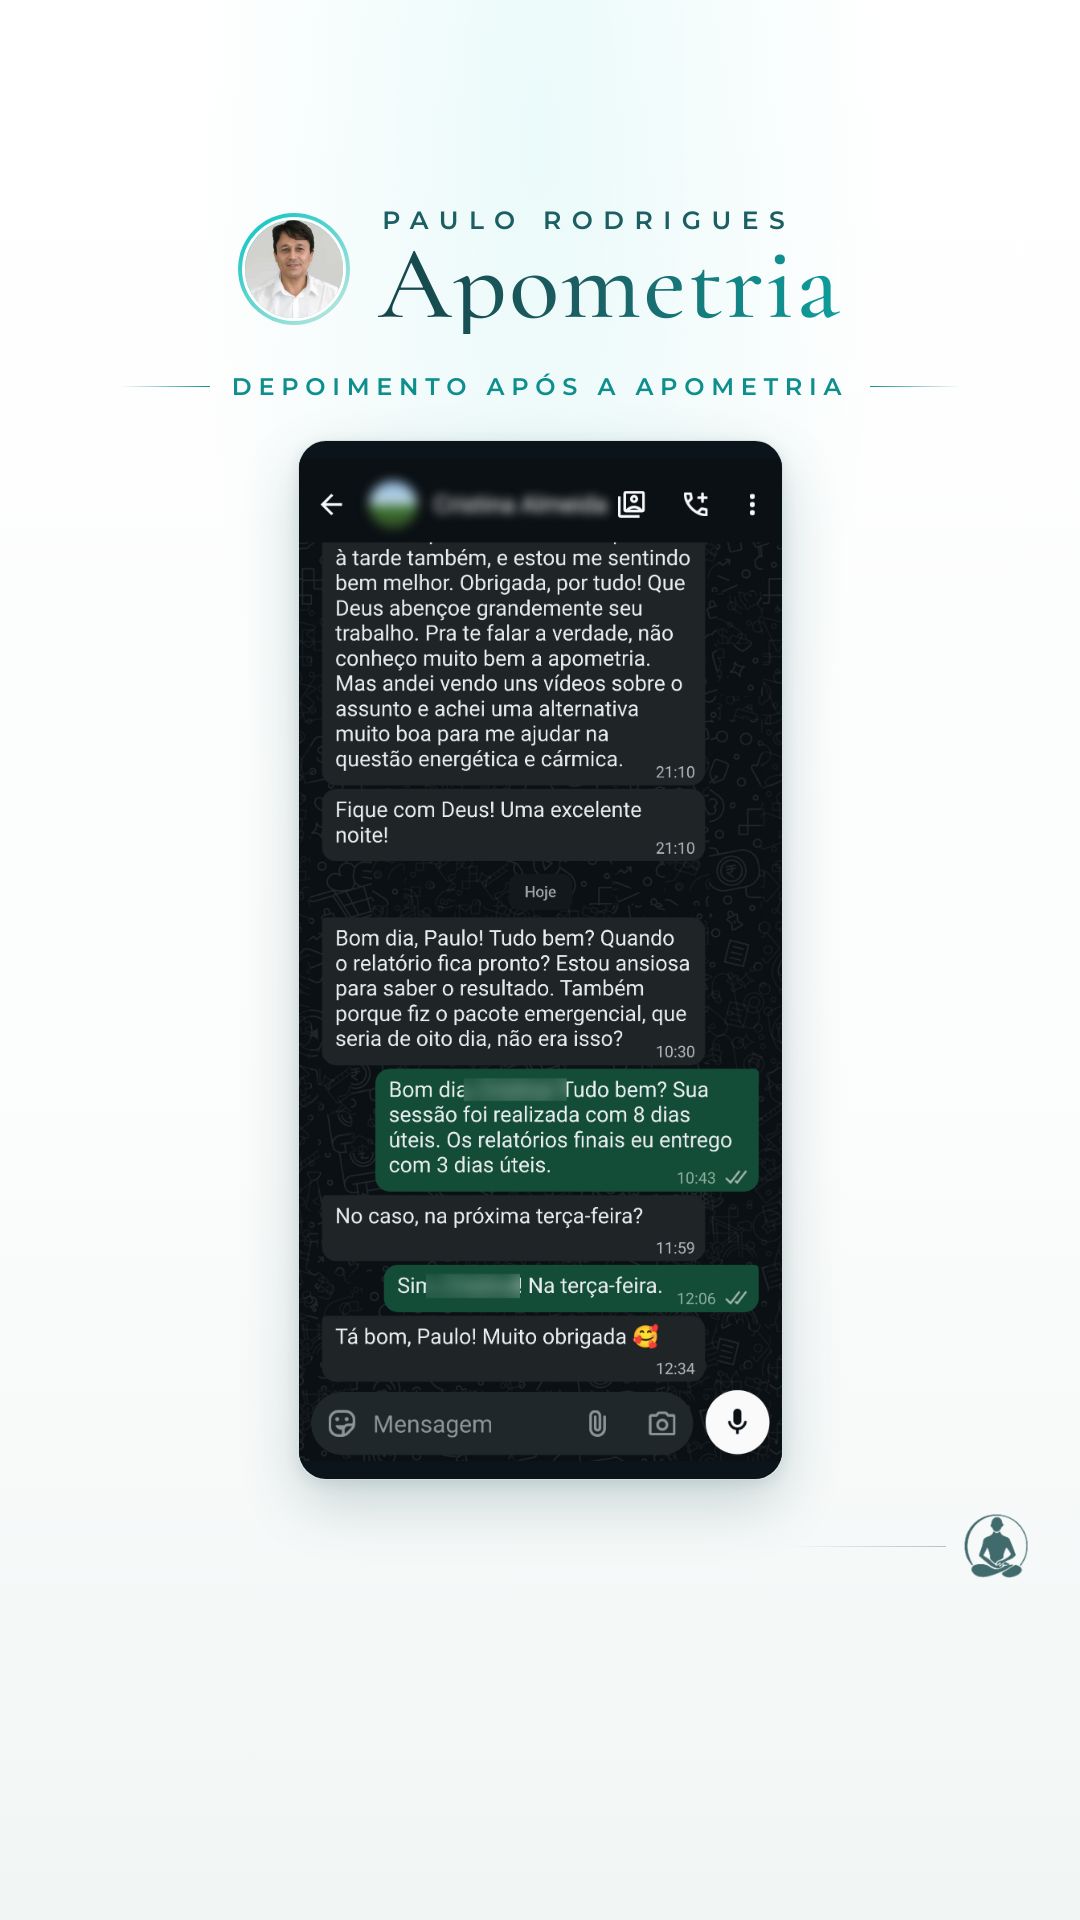 PAULO RODRIGUES
Apometria
DEPOIMENTO APÓS A APOMETRIA
à tarde também, e estou me sentindo
bem melhor. Obrigada, por tudo! Que
Deus abençoe grandemente seu
trabalho. Pra te falar a verdade, não
conheço muito bem a apometria.
Mas andei vendo uns vídeos sobre o
assunto e achei uma alternativa
muito boa para me ajudar na
questão energética e cármica.
21:10
Fique com Deus! Uma excelente
noite!
21:10
Hoje
Bom dia, Paulo! Tudo bem? Quando
o relatório fica pronto? Estou ansiosa
para saber o resultado. Também
porque fiz o pacote emergencial, que
seria de oito dia, não era isso?
10:30
Bom dia Tudo bem? Sua
sessão foi realizada com 8 dias
úteis. Os relatórios finais eu entrego
com 3 dias úteis.
10:43
No caso, na próxima terça-feira?
11:59
Sim ! Na terça-feira.
12:06
Tá bom, Paulo! Muito obrigada 🥰
12:34
Mensagem